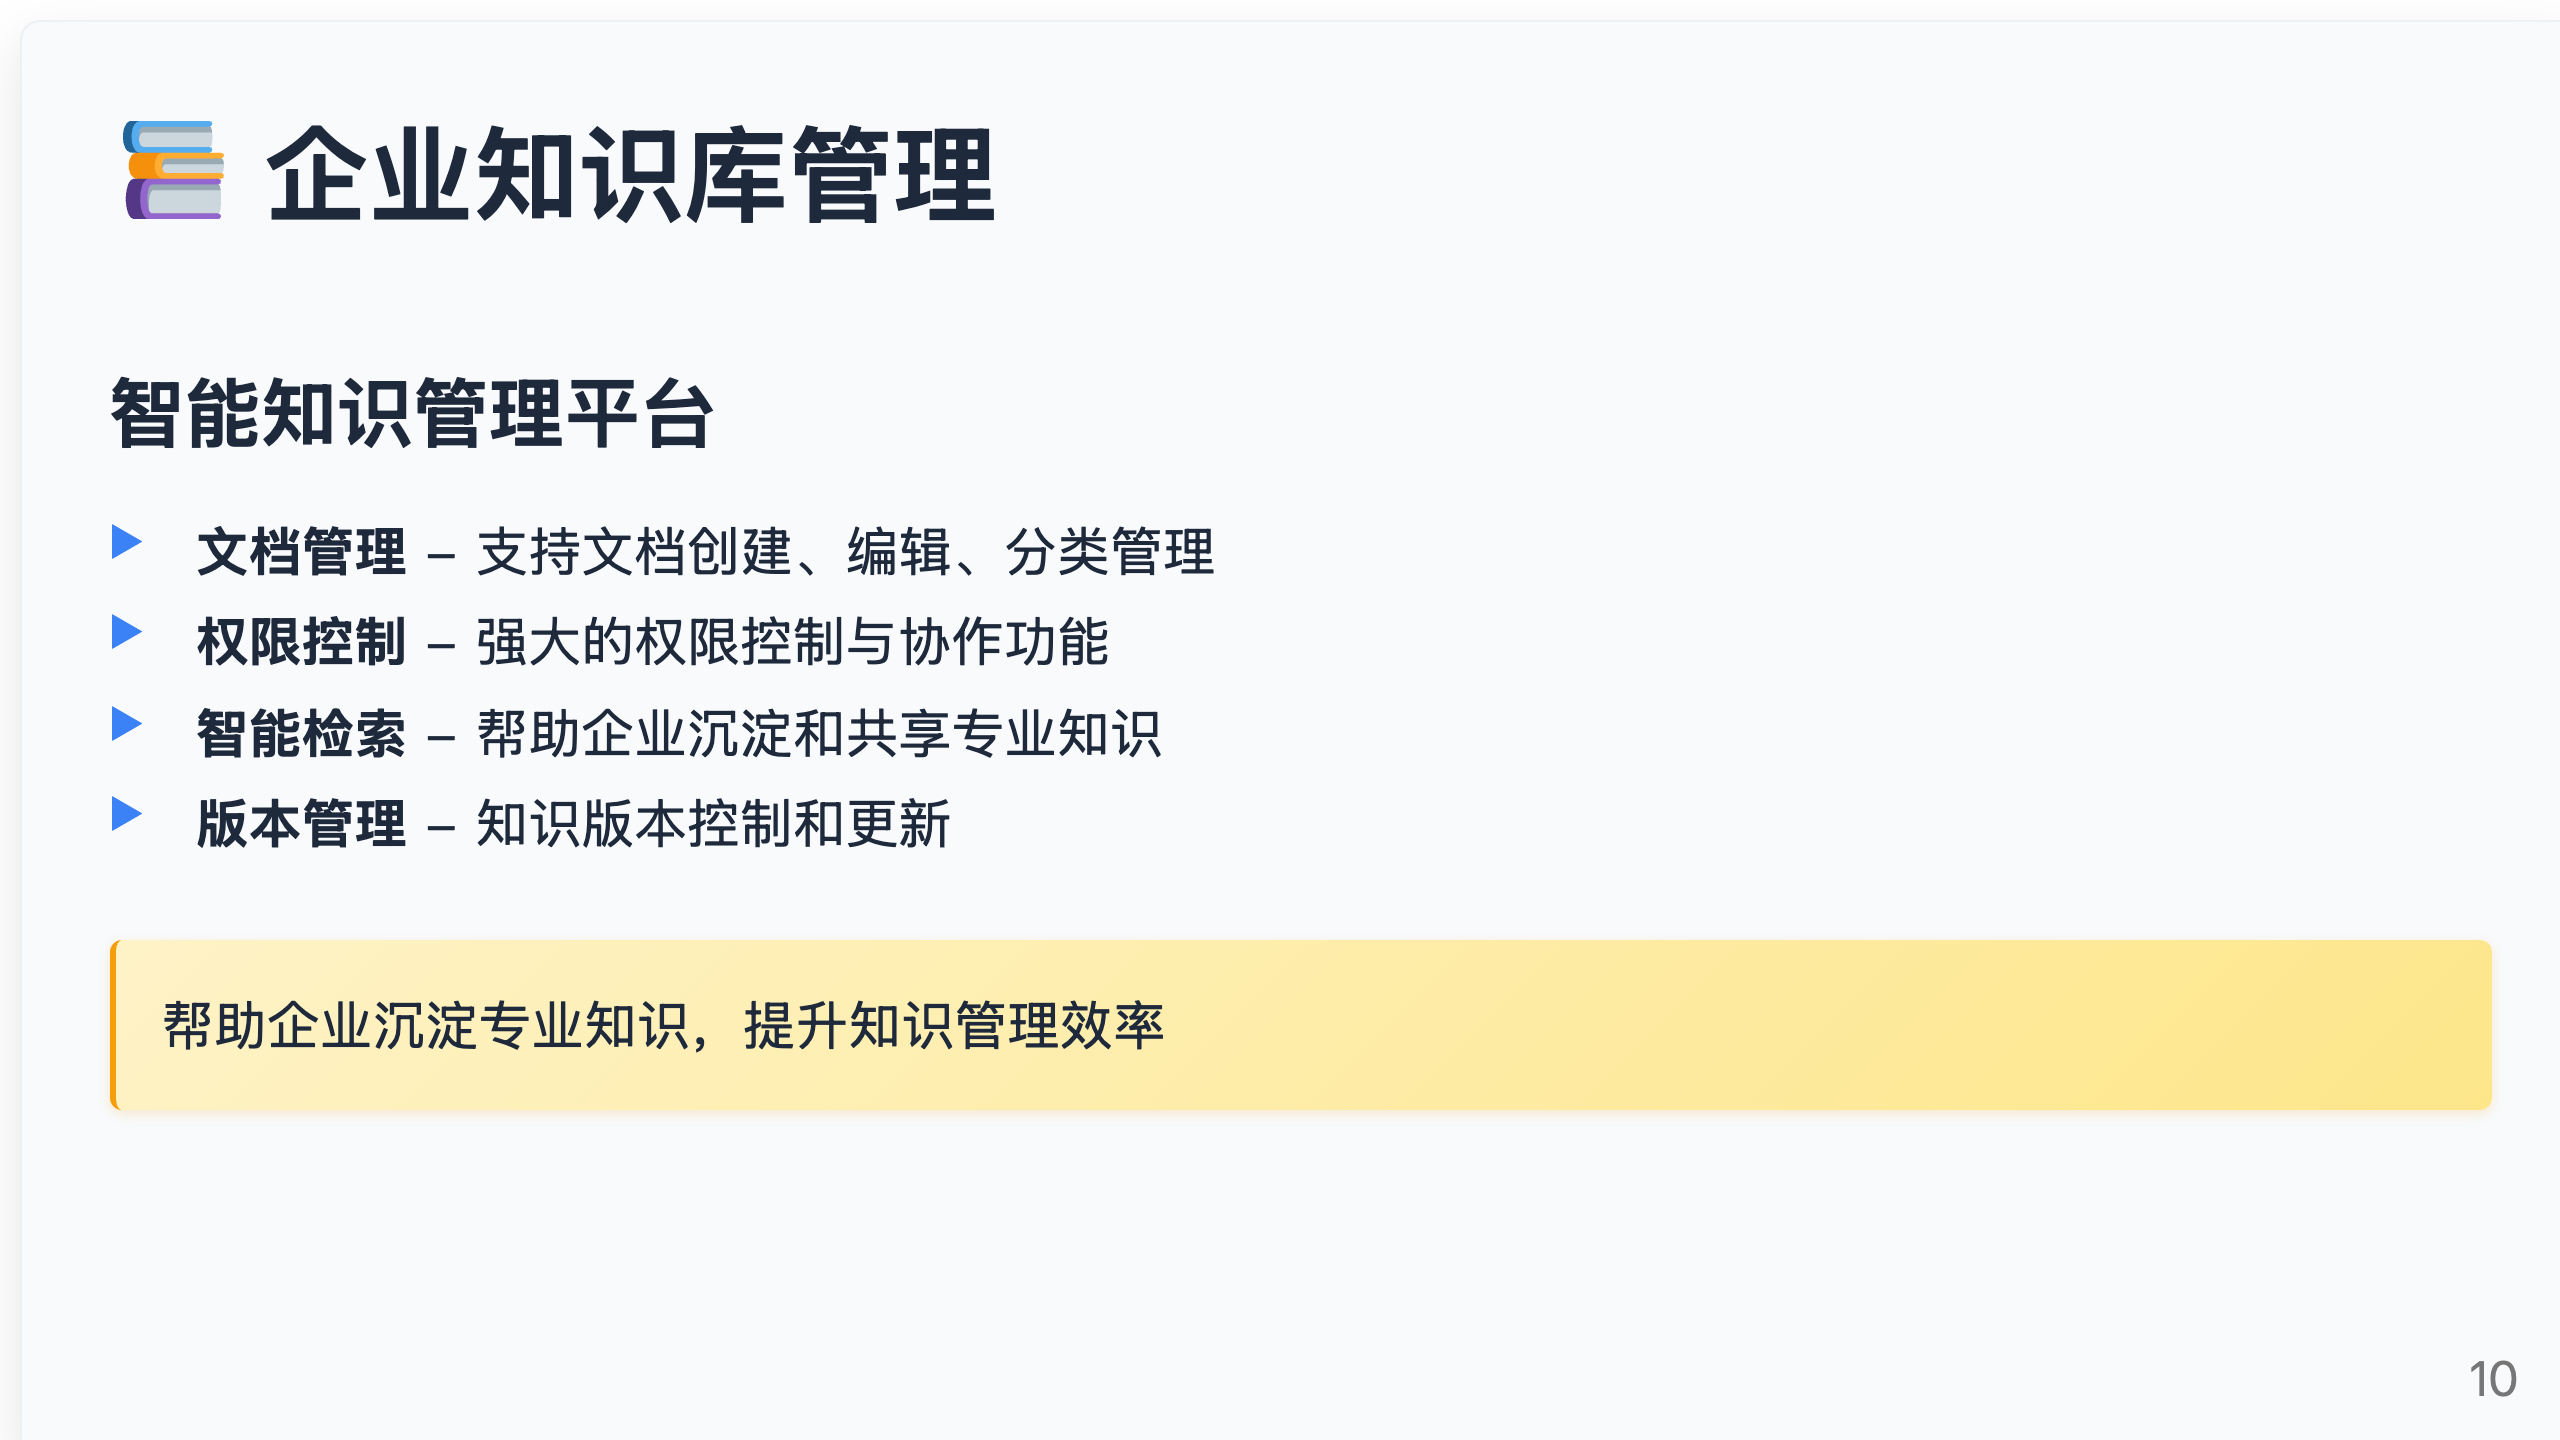 📚 企业知识库管理
智能知识管理平台
▶ 文档管理 – 支持文档创建、编辑、分类管理
▶ 权限控制 – 强大的权限控制与协作功能
▶ 智能检索 – 帮助企业沉淀和共享专业知识
▶ 版本管理 – 知识版本控制和更新
帮助企业沉淀专业知识，提升知识管理效率
10